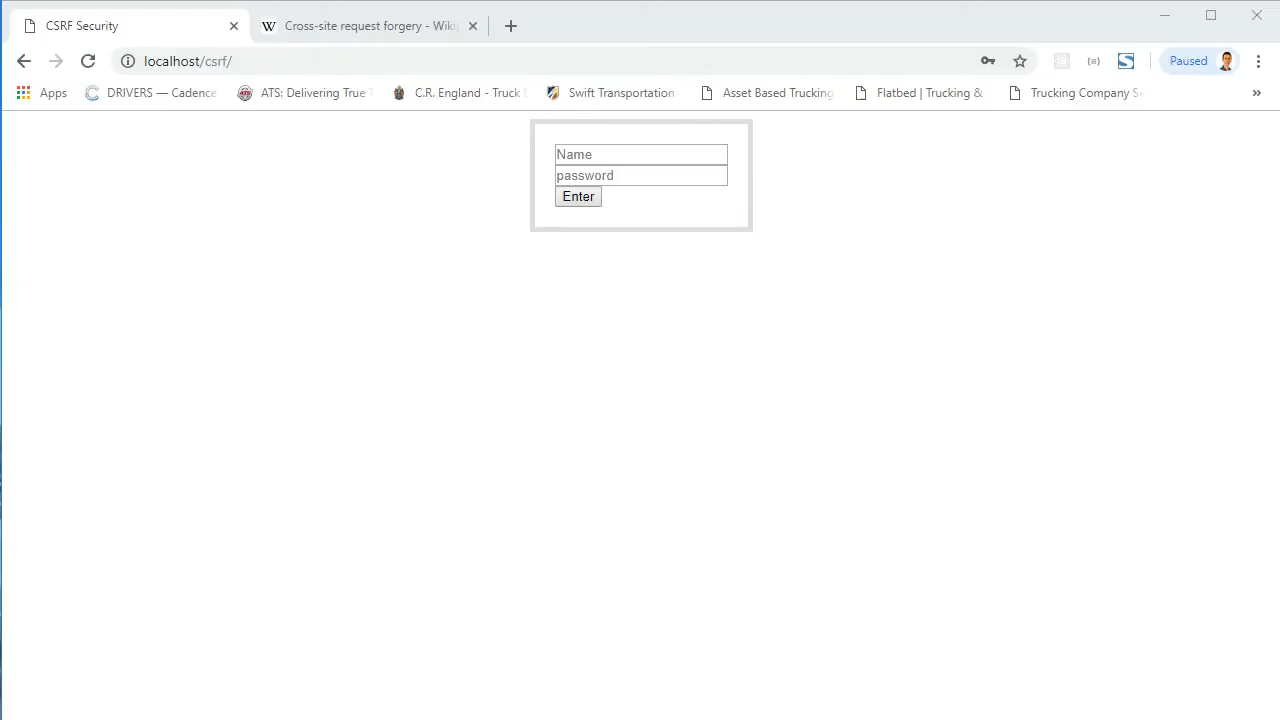 CSRF Security
Cross-site request forgery - Wiki
localhost/csrf/
Paused
Apps
DRIVERS — Cadence
ATS: Delivering True
C.R. England - Truck
Swift Transportation
Asset Based Trucking
Flatbed | Trucking &
Trucking Company Se
»
Name
password
Enter